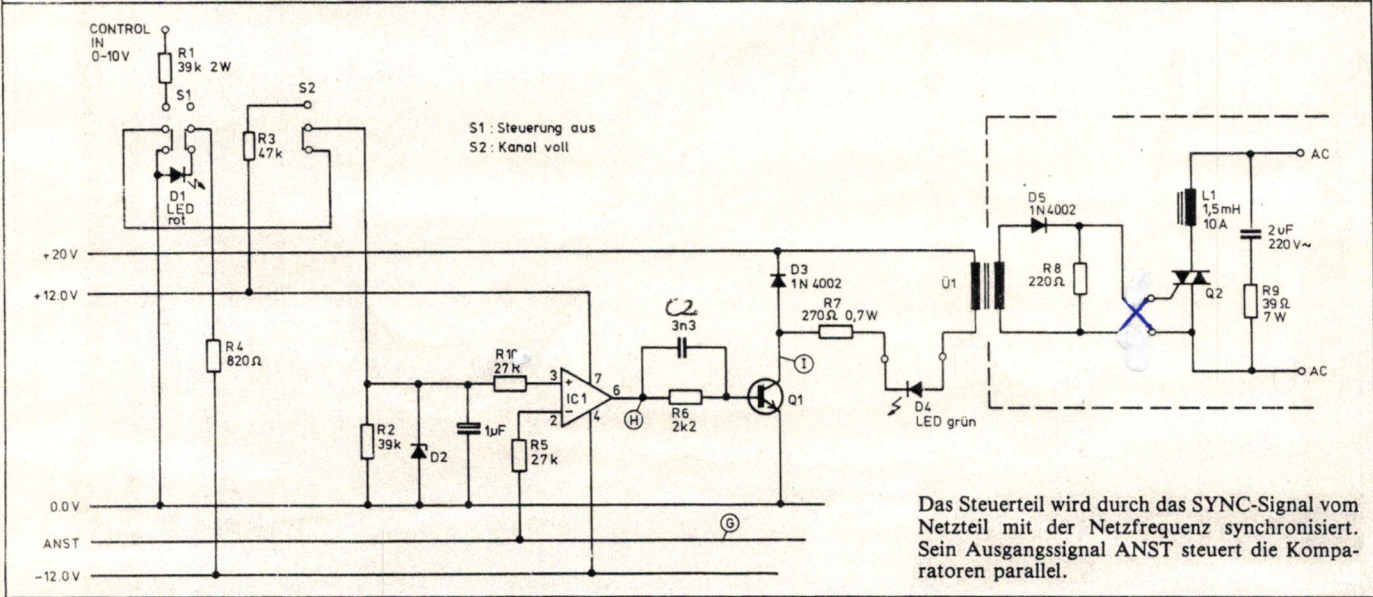 CONTROL
IN
0-10V
R1
39k 2W
S1
S2
R3
47k
D1
LED
rot
S1 : Steuerung aus
S2 : Kanal voll
+20V
+12.0V
R4
820Ω
R2
39k
D2
1µF
R10
27k
3
2
+
−
IC1
7
4
6
R5
27k
H
C2
3n3
R6
2k2
Q1
D3
1N 4002
R7
270Ω 0,7W
I
D4
LED grün
Ü1
D5
1N4002
R8
220Ω
L1
1,5mH
10A
Q2
2uF
220V~
R9
39Ω
7W
AC
AC
0.0V
ANST
G
-12.0V
Das Steuerteil wird durch das SYNC-Signal vom
Netzteil mit der Netzfrequenz synchronisiert.
Sein Ausgangssignal ANST steuert die Kompa-
ratoren parallel.